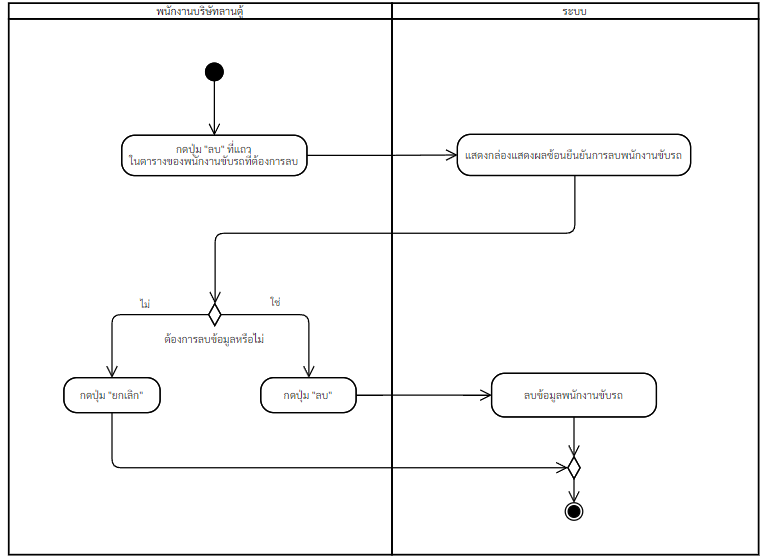 พนักงานบริษัทลานตู้
ระบบ
กดปุ่ม "ลบ" ที่แถว
ในตารางของพนักงานขับรถที่ต้องการลบ
แสดงกล่องแสดงผลซ้อนยืนยันการลบพนักงานขับรถ
ไม่
ใช่
ต้องการลบข้อมูลหรือไม่
กดปุ่ม "ยกเลิก"
กดปุ่ม "ลบ"
ลบข้อมูลพนักงานขับรถ